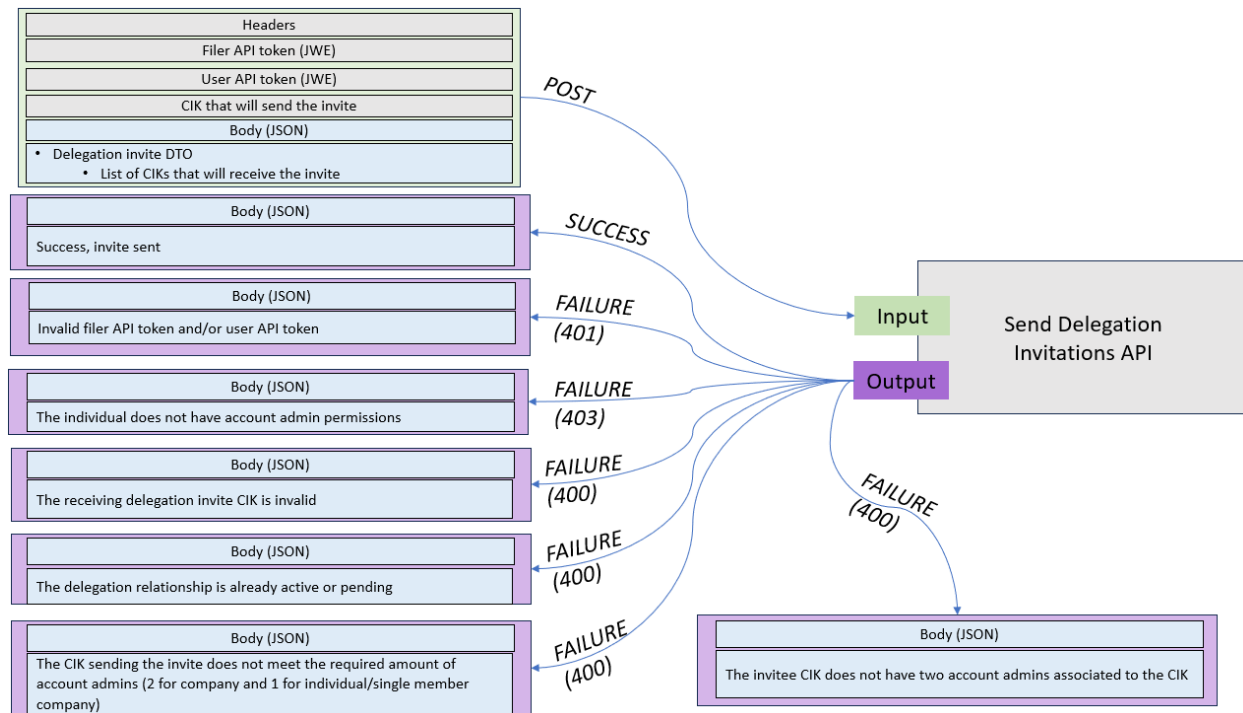 Headers
Filer API token (JWE)
User API token (JWE)
CIK that will send the invite
Body (JSON)
• Delegation invite DTO
• List of CIKs that will receive the invite
POST
Body (JSON)
Success, invite sent
SUCCESS
Body (JSON)
Invalid filer API token and/or user API token
FAILURE
(401)
Input
Output
Send Delegation
Invitations API
Body (JSON)
The individual does not have account admin permissions
FAILURE
(403)
Body (JSON)
The receiving delegation invite CIK is invalid
FAILURE
(400)
Body (JSON)
The delegation relationship is already active or pending
FAILURE
(400)
Body (JSON)
The CIK sending the invite does not meet the required amount of
account admins (2 for company and 1 for individual/single member
company)
FAILURE
(400)
FAILURE
(400)
Body (JSON)
The invitee CIK does not have two account admins associated to the CIK